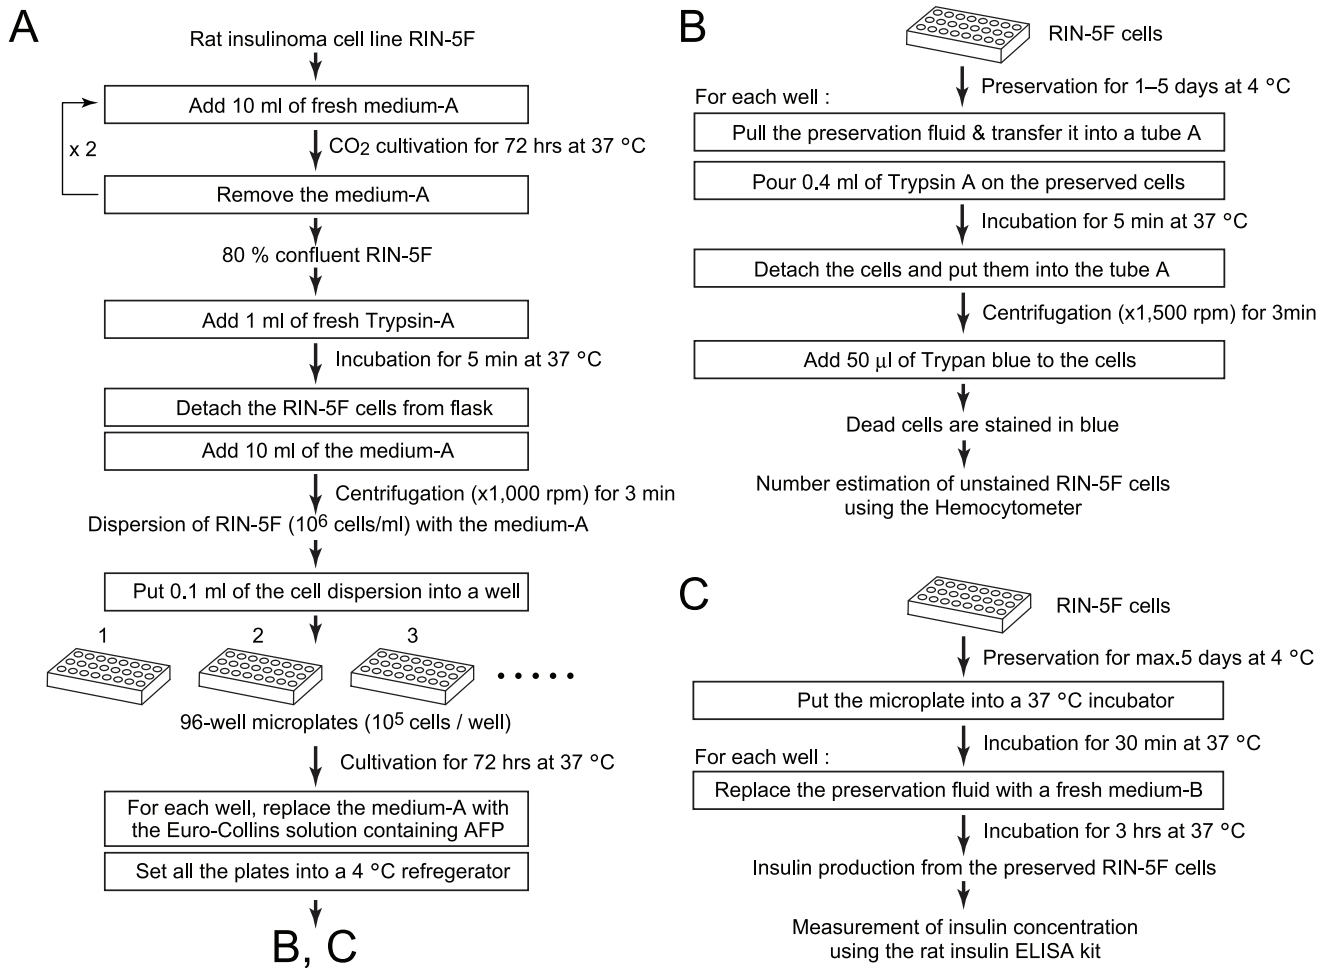 A
Rat insulinoma cell line RIN-5F
Add 10 ml of fresh medium-A
x 2
CO2 cultivation for 72 hrs at 37 °C
Remove the medium-A
80 % confluent RIN-5F
Add 1 ml of fresh Trypsin-A
Incubation for 5 min at 37 °C
Detach the RIN-5F cells from flask
Add 10 ml of the medium-A
Centrifugation (x1,000 rpm) for 3 min
Dispersion of RIN-5F (10⁶ cells/ml) with the medium-A
Put 0.1 ml of the cell dispersion into a well
1 2 3
• • • • •
96-well microplates (10⁵ cells / well)
Cultivation for 72 hrs at 37 °C
For each well, replace the medium-A with
the Euro-Collins solution containing AFP
Set all the plates into a 4 °C refregerator
B, C
B
RIN-5F cells
Preservation for 1–5 days at 4 °C
For each well :
Pull the preservation fluid & transfer it into a tube A
Pour 0.4 ml of Trypsin A on the preserved cells
Incubation for 5 min at 37 °C
Detach the cells and put them into the tube A
Centrifugation (x1,500 rpm) for 3min
Add 50 μl of Trypan blue to the cells
Dead cells are stained in blue
Number estimation of unstained RIN-5F cells
using the Hemocytometer
C
RIN-5F cells
Preservation for max.5 days at 4 °C
Put the microplate into a 37 °C incubator
Incubation for 30 min at 37 °C
For each well :
Replace the preservation fluid with a fresh medium-B
Incubation for 3 hrs at 37 °C
Insulin production from the preserved RIN-5F cells
Measurement of insulin concentration
using the rat insulin ELISA kit